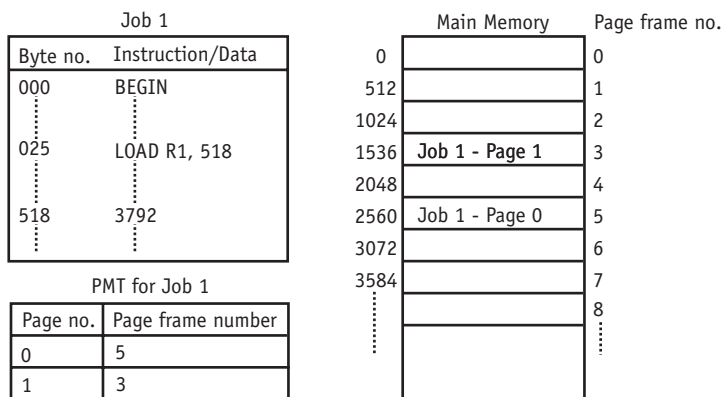 Job 1
Byte no. Instruction/Data
000 BEGIN
025 LOAD R1, 518
518 3792
PMT for Job 1
Page no. Page frame number
0 5
1 3
Main Memory Page frame no.
0 0
512 1
1024 2
1536 Job 1 - Page 1 3
2048 4
2560 Job 1 - Page 0 5
3072 6
3584 7
8